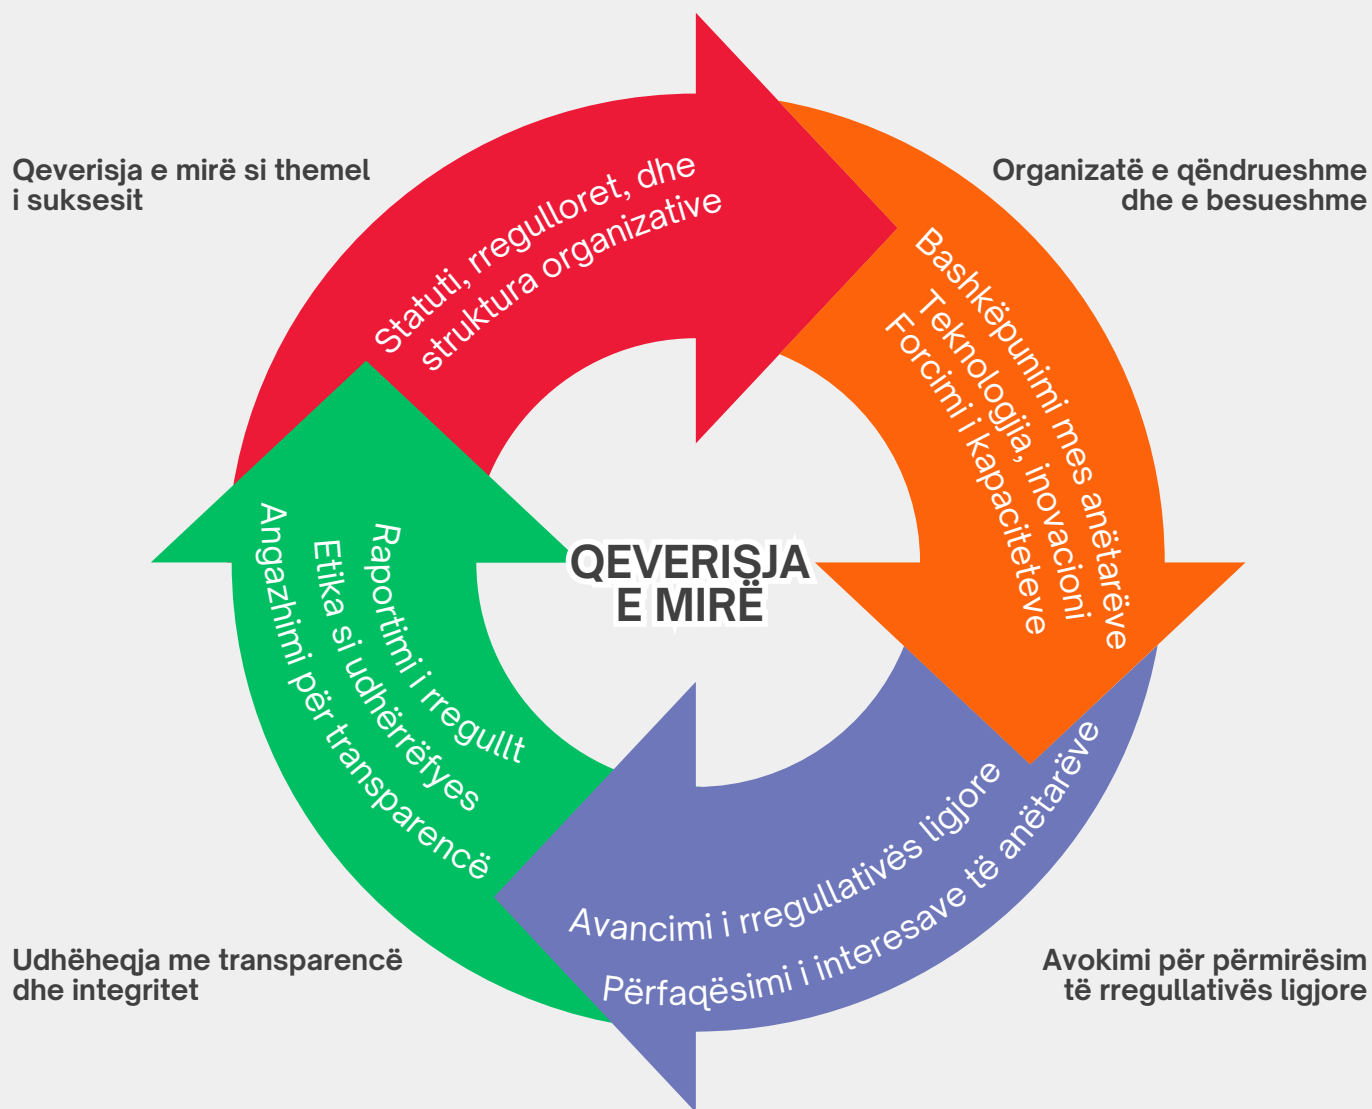 Qeverisja e mirë si themel
i suksesit
Statuti, rregulloret, dhe
struktura organizative
Organizatë e qëndrueshme
dhe e besueshme
Bashkëpunimi mes anëtarëve
Teknologjia, inovacioni
Forcimi i kapaciteteve
QEVERISJA
E MIRË
Raportimi i rregullt
Etika si udhërrëfyes
Angazhimi për transparencë
Avancimi i rregullativës ligjore
Përfaqësimi i interesave të anëtarëve
Udhëheqja me transparencë
dhe integritet
Avokimi për përmirësim
të rregullativës ligjore